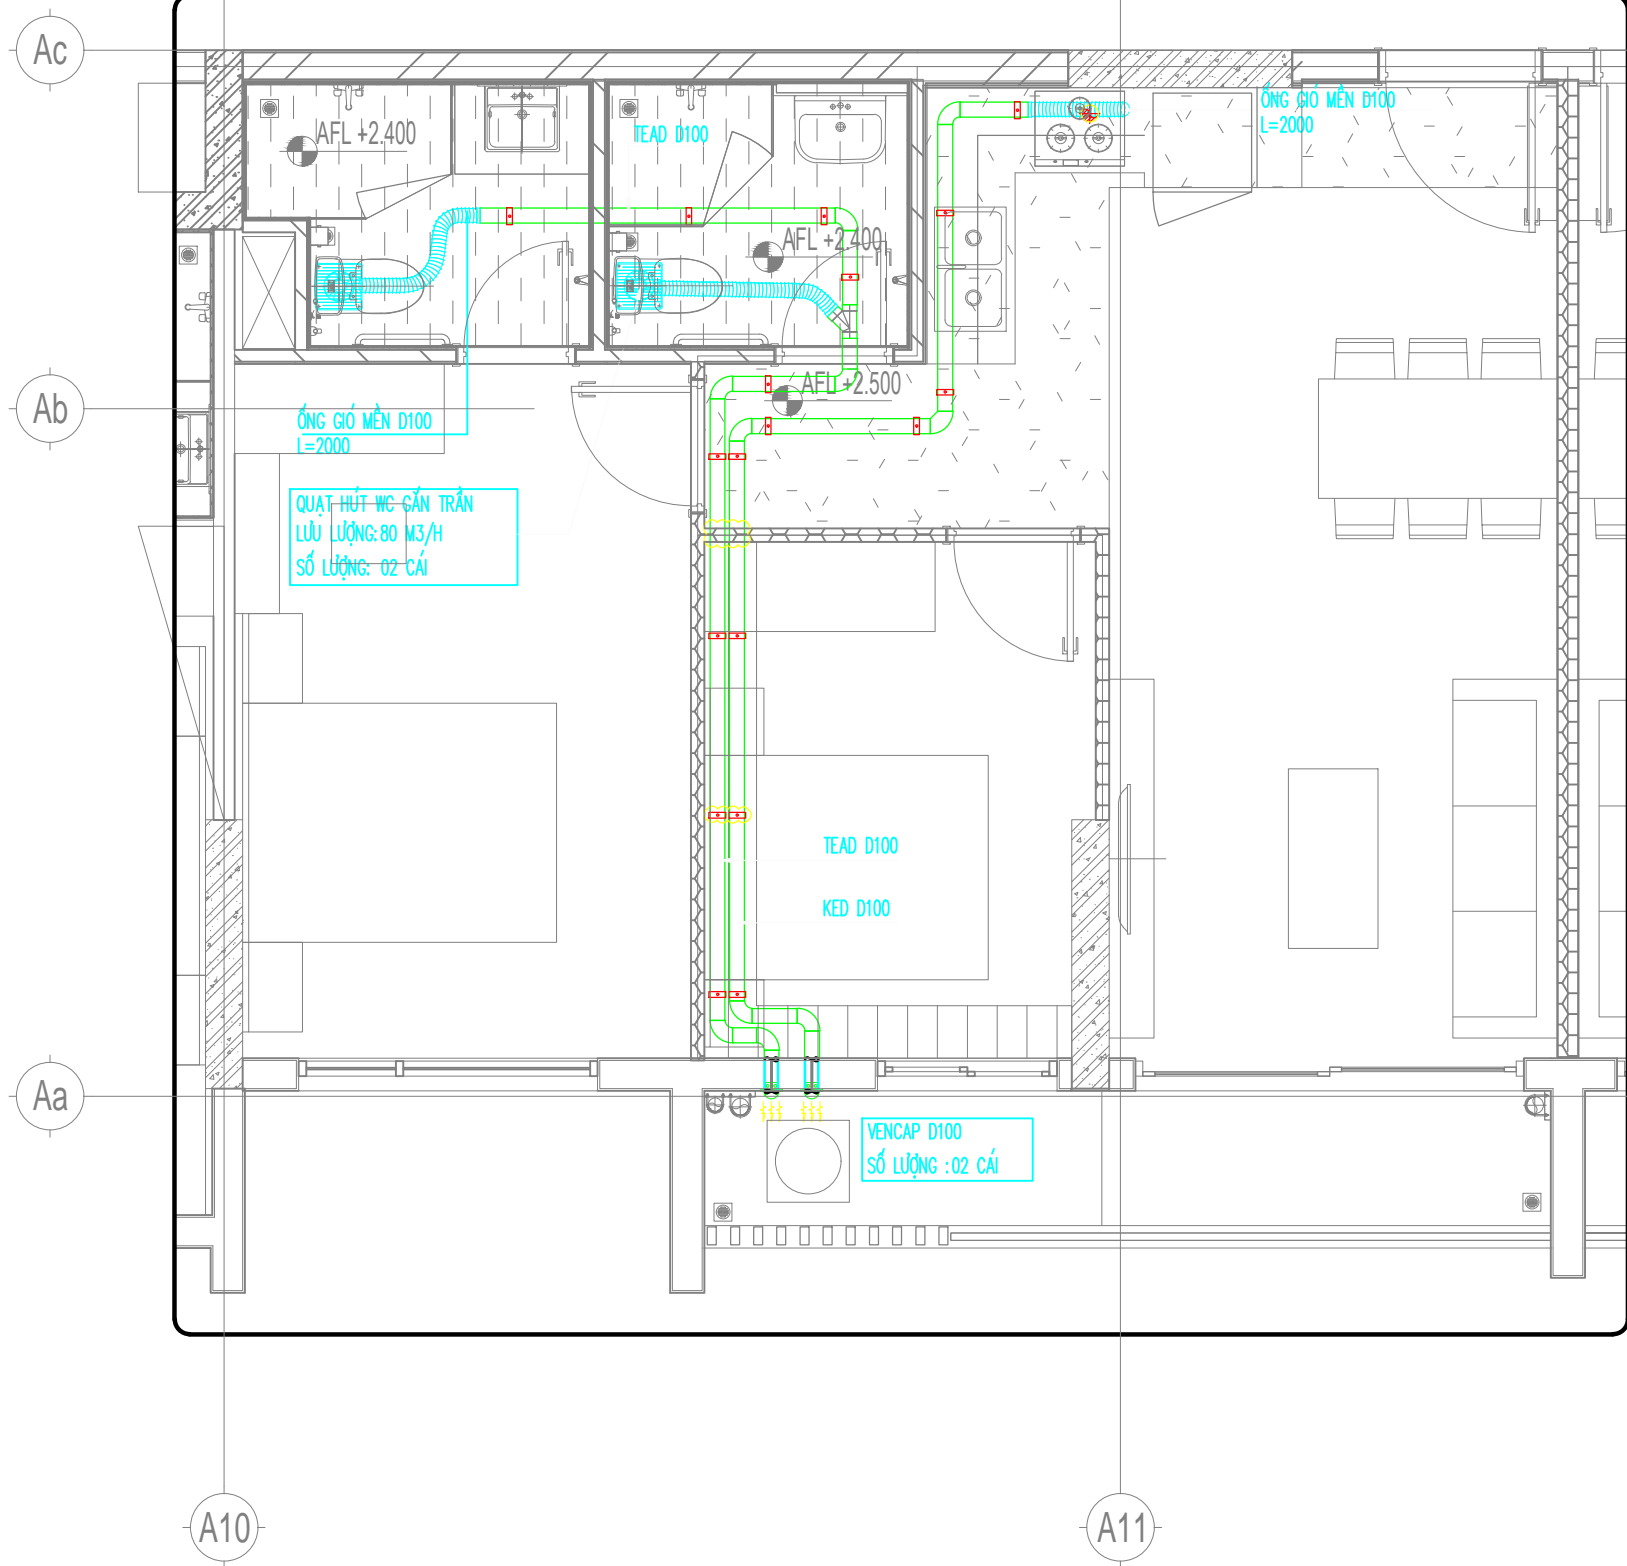 Ac
ỐNG GIÓ MỀN D100
L=2000
AFL +2.400
TEAD D100
AFL +2.400
AFL +2.500
Ab
ỐNG GIÓ MỀN D100
L=2000
QUẠT HÚT WC GẮN TRẦN
LƯU LƯỢNG: 80 M3/H
SỐ LƯỢNG: 02 CÁI
TEAD D100
KED D100
Aa
VENCAP D100
SỐ LƯỢNG : 02 CÁI
A10
A11